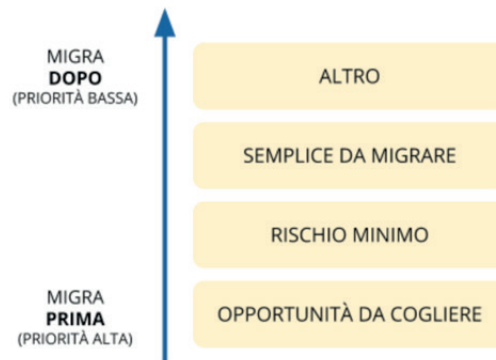 MIGRA
DOPO
(PRIORITÀ BASSA)
ALTRO
SEMPLICE DA MIGRARE
RISCHIO MINIMO
MIGRA
PRIMA
(PRIORITÀ ALTA)
OPPORTUNITÀ DA COGLIERE